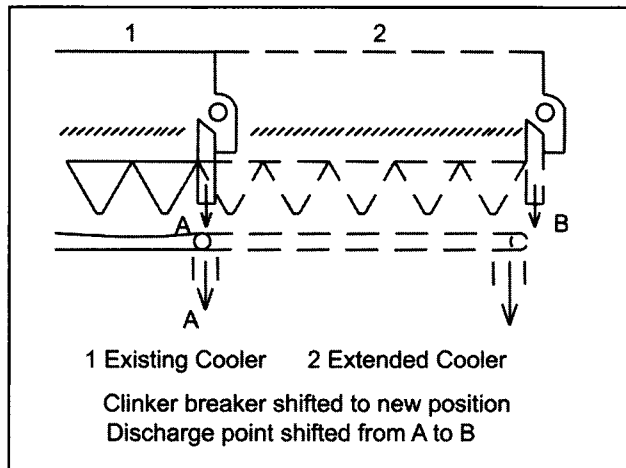 1 2
A B
A
1 Existing Cooler 2 Extended Cooler
Clinker breaker shifted to new position
Discharge point shifted from A to B